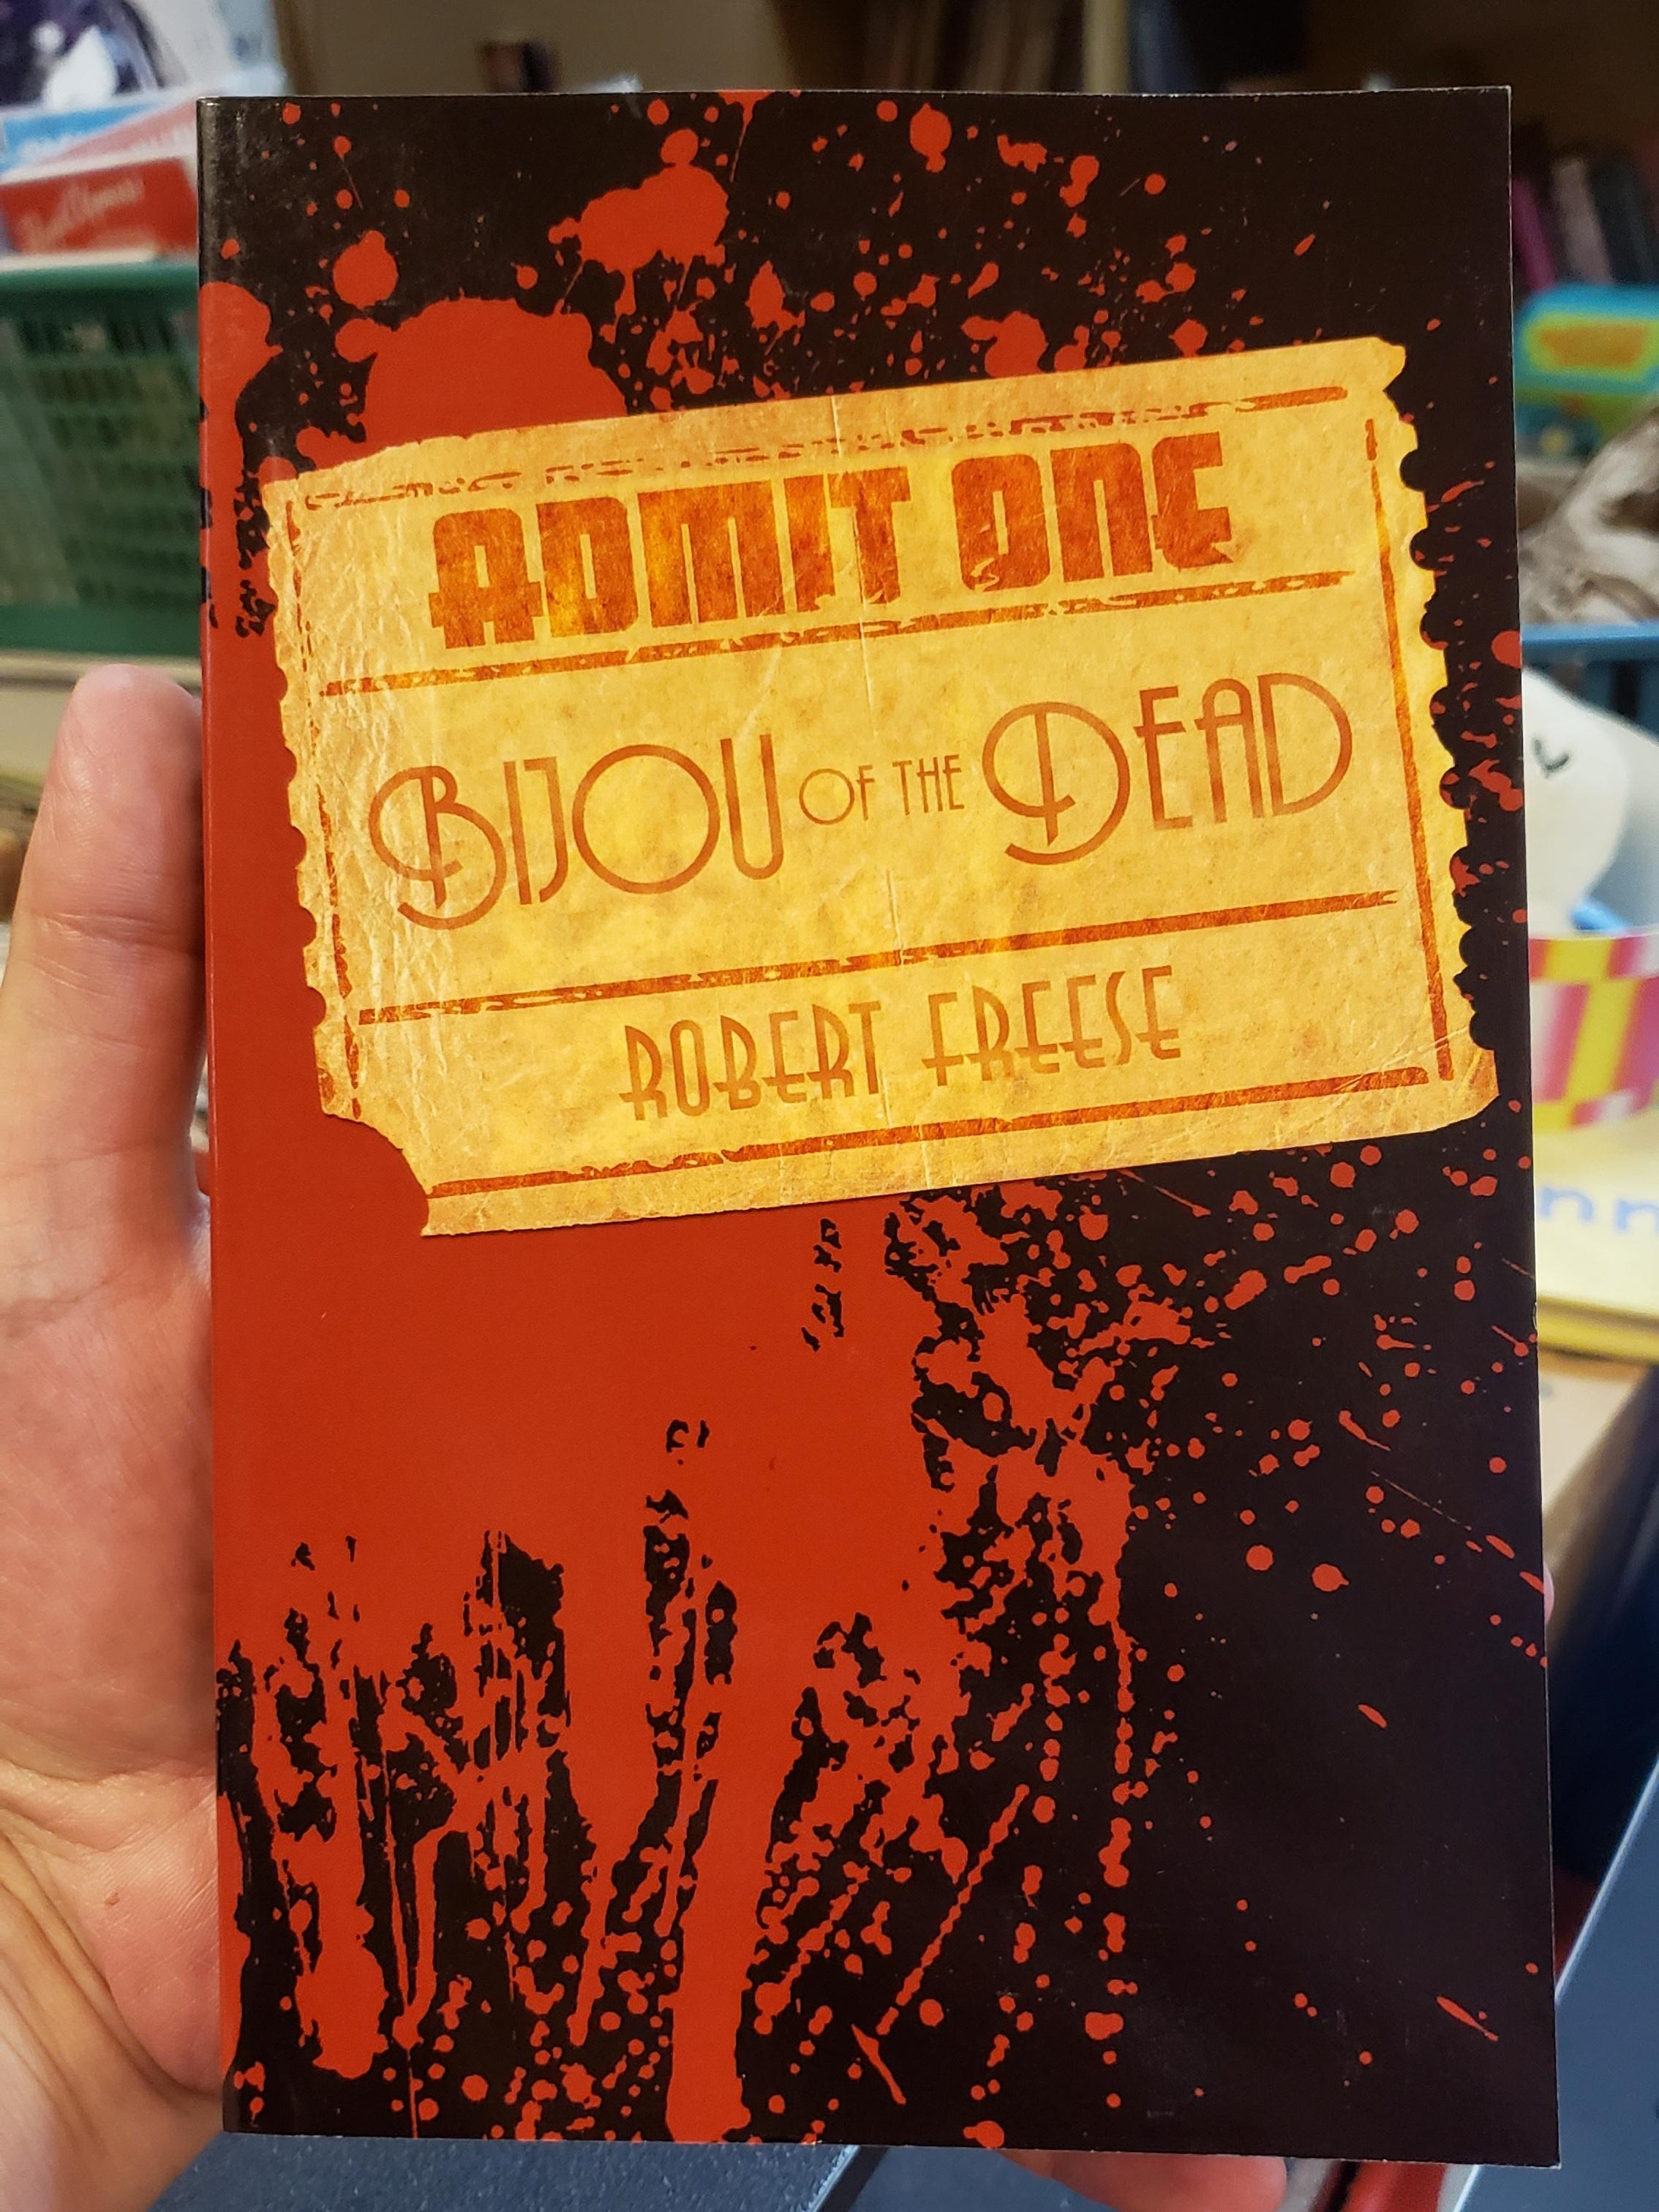 ADMIT ONE
BIJOU OF THE DEAD
ROBERT FREESE